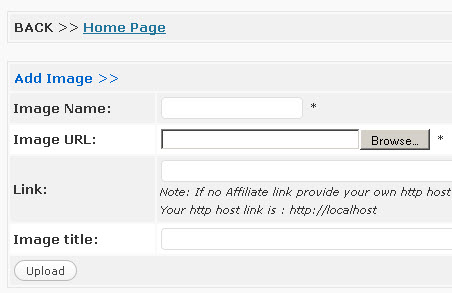 BACK >> Home Page
Add Image >>
Image Name: *
Image URL: Browse... *
Link:
Note: If no Affiliate link provide your own http host
Your http host link is : http://localhost
Image title:
Upload